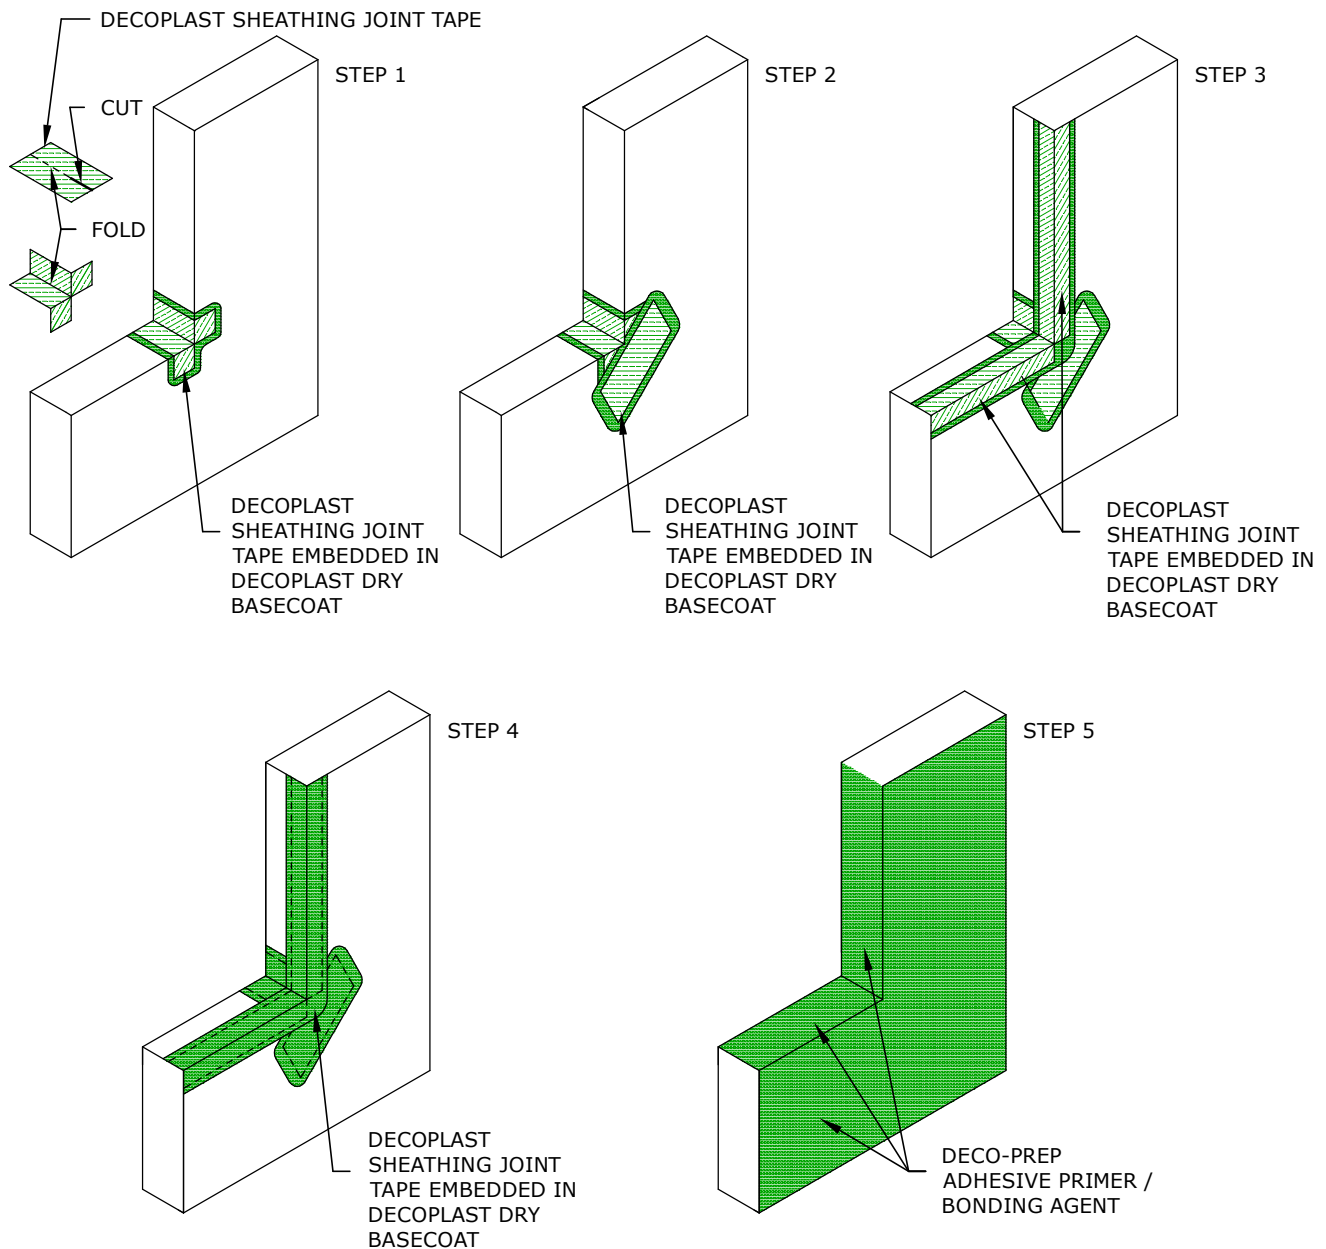 DECOPLAST SHEATHING JOINT TAPE
STEP 1
CUT
FOLD
DECOPLAST
SHEATHING JOINT
TAPE EMBEDDED IN
DECOPLAST DRY
BASECOAT
STEP 2
DECOPLAST
SHEATHING JOINT
TAPE EMBEDDED IN
DECOPLAST DRY
BASECOAT
STEP 3
DECOPLAST
SHEATHING JOINT
TAPE EMBEDDED IN
DECOPLAST DRY
BASECOAT
STEP 4
DECOPLAST
SHEATHING JOINT
TAPE EMBEDDED IN
DECOPLAST DRY
BASECOAT
STEP 5
DECO-PREP
ADHESIVE PRIMER /
BONDING AGENT